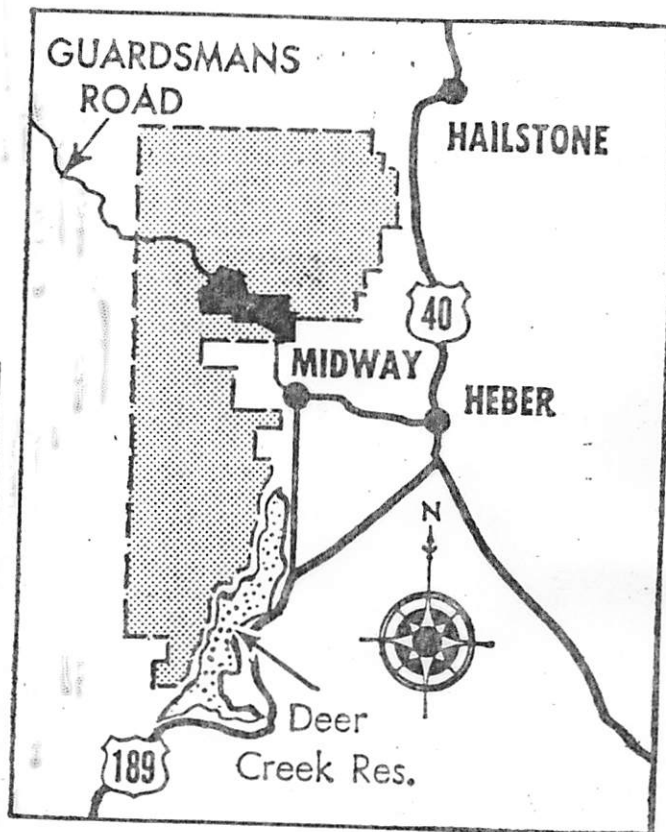 GUARDSMANS
ROAD
HAILSTONE
40
MIDWAY
HEBER
N
Deer
Creek Res.
189